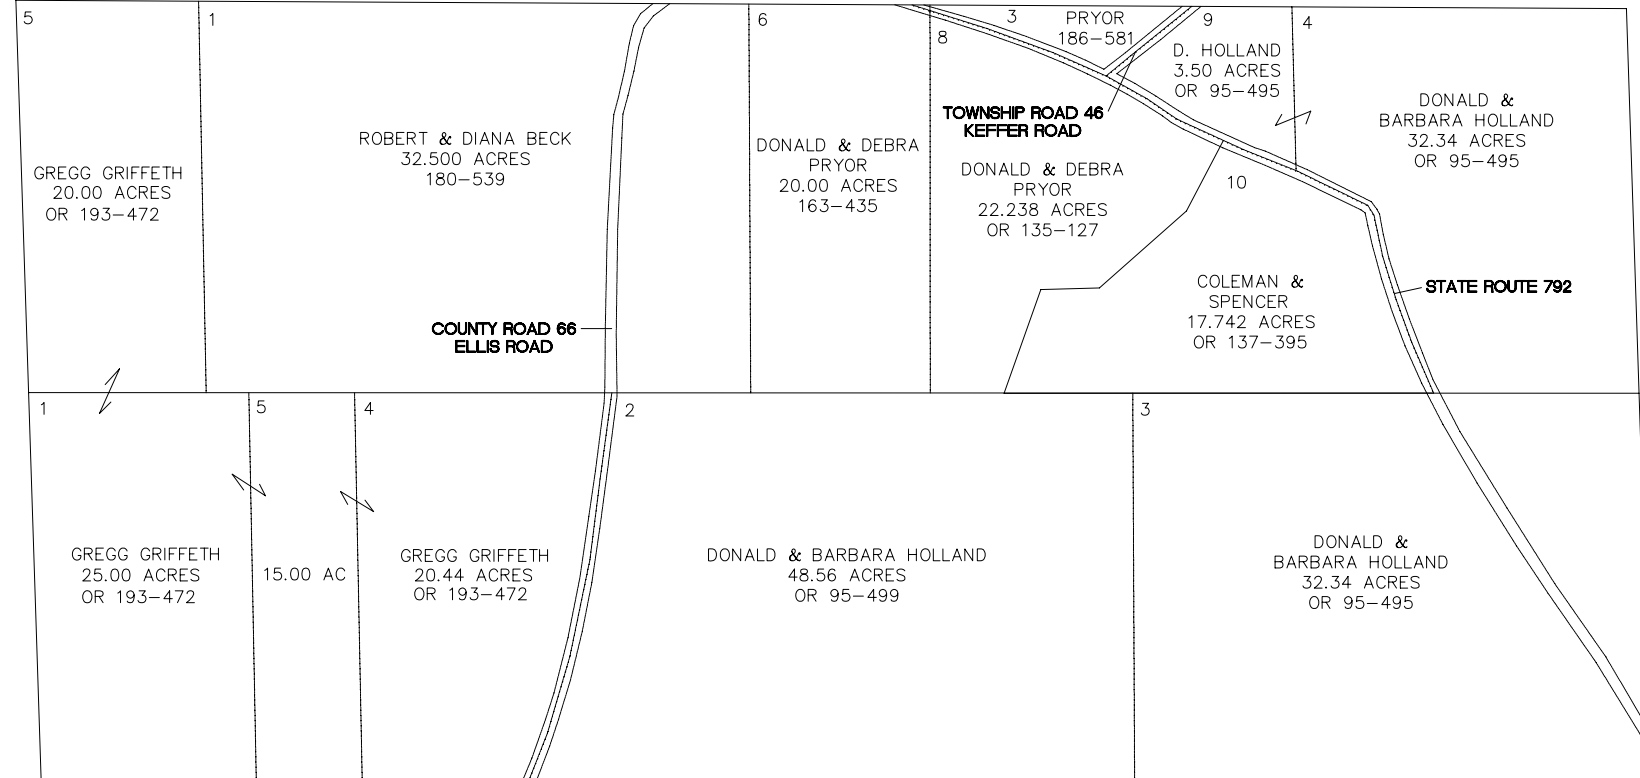 5
1
6
8
3
PRYOR
186-581
9
D. HOLLAND
3.50 ACRES
OR 95-495
4
TOWNSHIP ROAD 46
KEFFER ROAD
DONALD &
BARBARA HOLLAND
32.34 ACRES
OR 95-495
GREGG GRIFFETH
20.00 ACRES
OR 193-472
ROBERT & DIANA BECK
32.500 ACRES
180-539
DONALD & DEBRA
PRYOR
20.00 ACRES
163-435
DONALD & DEBRA
PRYOR
22.238 ACRES
OR 135-127
10
COLEMAN &
SPENCER
17.742 ACRES
OR 137-395
STATE ROUTE 792
COUNTY ROAD 66
ELLIS ROAD
1
5
4
2
3
GREGG GRIFFETH
25.00 ACRES
OR 193-472
15.00 AC
GREGG GRIFFETH
20.44 ACRES
OR 193-472
DONALD & BARBARA HOLLAND
48.56 ACRES
OR 95-499
DONALD &
BARBARA HOLLAND
32.34 ACRES
OR 95-495